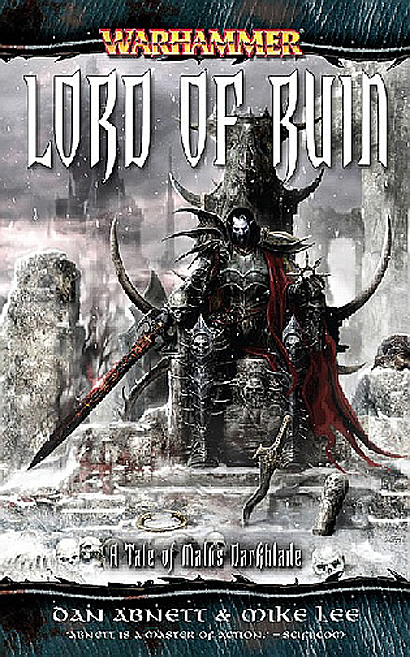 WARHAMMER
LORD OF RUIN
A Tale of Malus Darkblade
DAN ABNETT & MIKE LEE
"ABNETT IS A MASTER OF ACTION." – SCIFI.COM